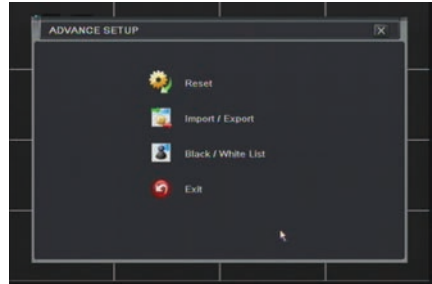 ADVANCE SETUP
Reset
Import / Export
Black / White List
Exit